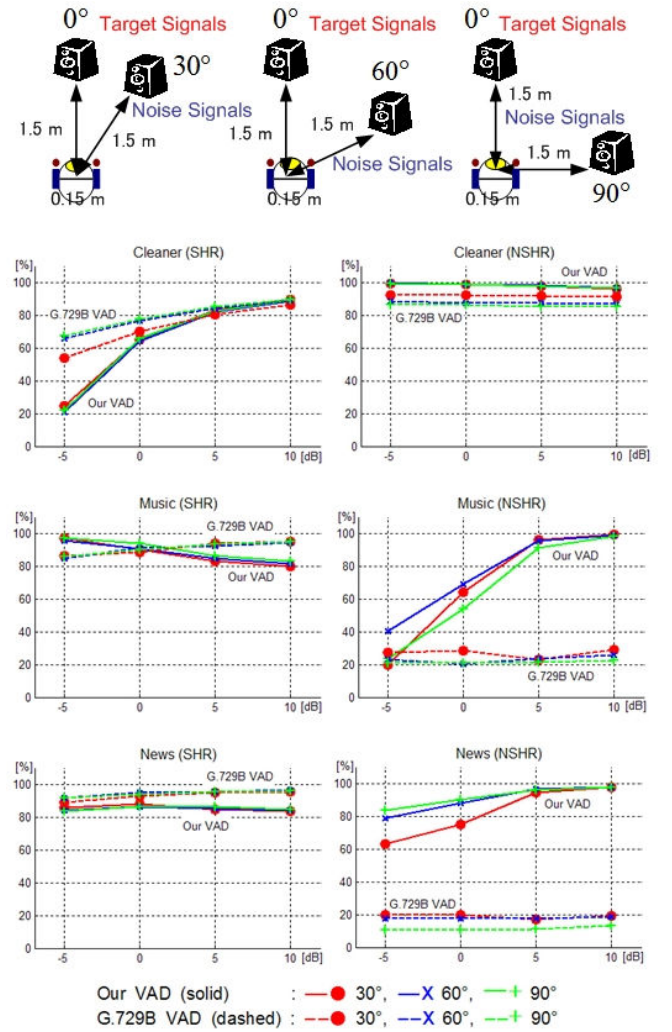 0° Target Signals 0° Target Signals 0° Target Signals
30° 60°
Noise Signals 1.5 m Noise Signals
1.5 m 1.5 m 1.5 m 1.5 m 1.5 m
Noise Signals
0.15 m 0.15 m 0.15 m 90°
Cleaner (SHR)
[%]
100
80
60
40
20
0
G.729B VAD
Our VAD
-5 0 5 10 [dB]
Cleaner (NSHR)
[%]
100
80
60
40
20
0
Our VAD
G.729B VAD
-5 0 5 10 [dB]
Music (SHR)
[%]
100
80
60
40
20
0
G.729B VAD
Our VAD
-5 0 5 10 [dB]
Music (NSHR)
[%]
100
80
60
40
20
0
Our VAD
G.729B VAD
-5 0 5 10 [dB]
News (SHR)
[%]
100
80
60
40
20
0
G.729B VAD
Our VAD
-5 0 5 10 [dB]
News (NSHR)
[%]
100
80
60
40
20
0
Our VAD
G.729B VAD
-5 0 5 10 [dB]
Our VAD (solid) : 30°, 60°, 90°
G.729B VAD (dashed) : 30°, 60°, 90°